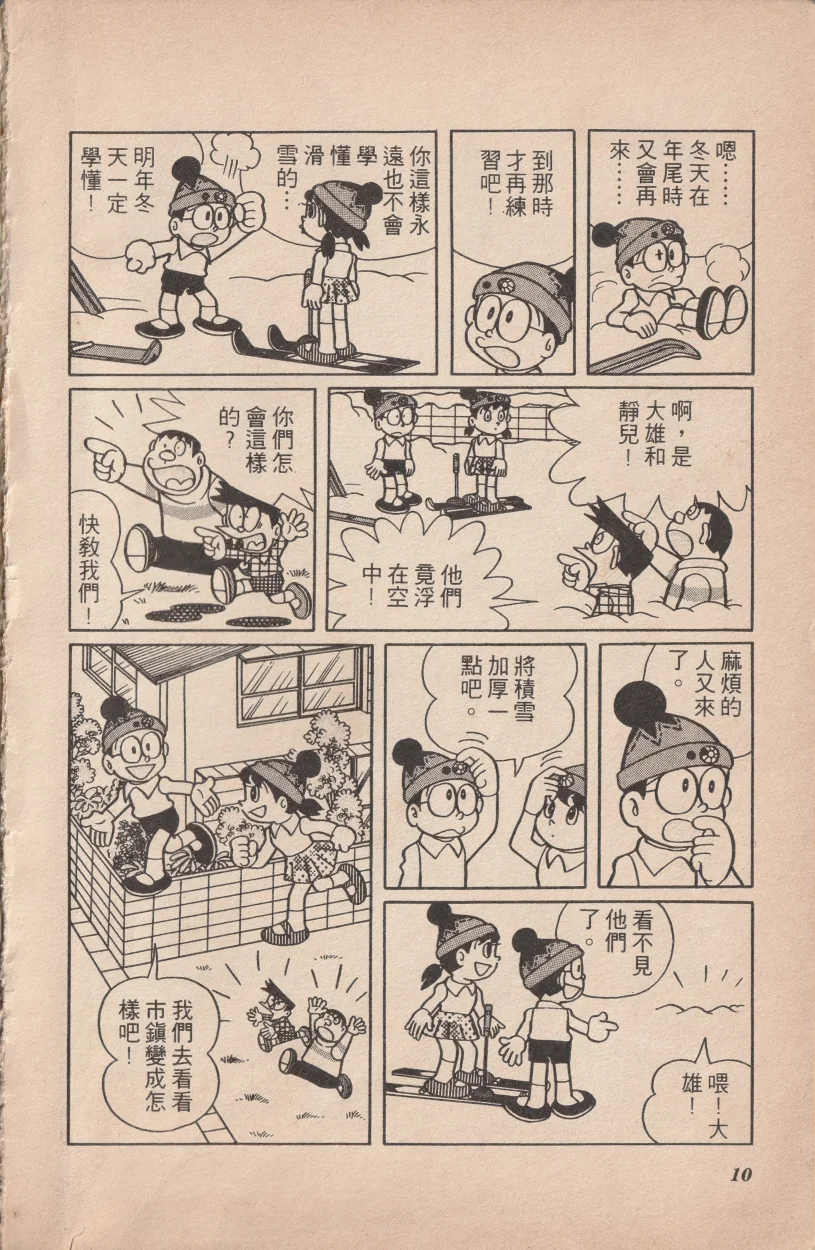 嗯……
冬天在
年尾時
又會再
來……
到那時
才再練
習吧！
你這樣永
遠也不會
學懂滑
雪的…
明年冬
天一定
學懂！
啊，是
大雄和
靜兒！
他們
竟浮
在空
中！
你們怎
會這樣
的？
快敎我們！
麻煩的
人又來
了。
將積雪
加厚一
點吧。
看不見
他們
了。
喂！大
雄！
我們去看看
市鎭變成怎
樣吧！
10